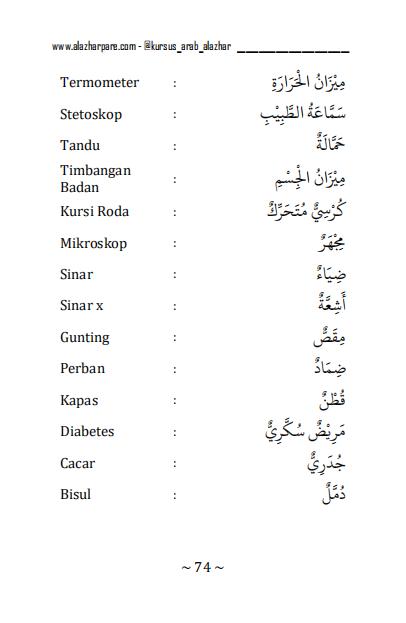 www.alazharpare.com - @kursus_arab_alazhar ___________
Termometer : مِيْزَانُ الْحَرَارَةِ
Stetoskop : سَمَّاعَةُ الطَّبِيْبِ
Tandu : حَمَّالَةٌ
Timbangan
Badan : مِيْزَانُ الْجِسْمِ
Kursi Roda : كُرْسِيٌّ مُتَحَرِّكٌ
Mikroskop : مِجْهَرٌ
Sinar : ضِيَاءٌ
Sinar x : أَشِعَّةٌ
Gunting : مِقَصٌّ
Perban : ضِمَادٌ
Kapas : قُطْنٌ
Diabetes : مَرِيْضٌ سُكَّرِيٌّ
Cacar : جُدَرِيٌّ
Bisul : دُمَّلٌ
~ 74 ~